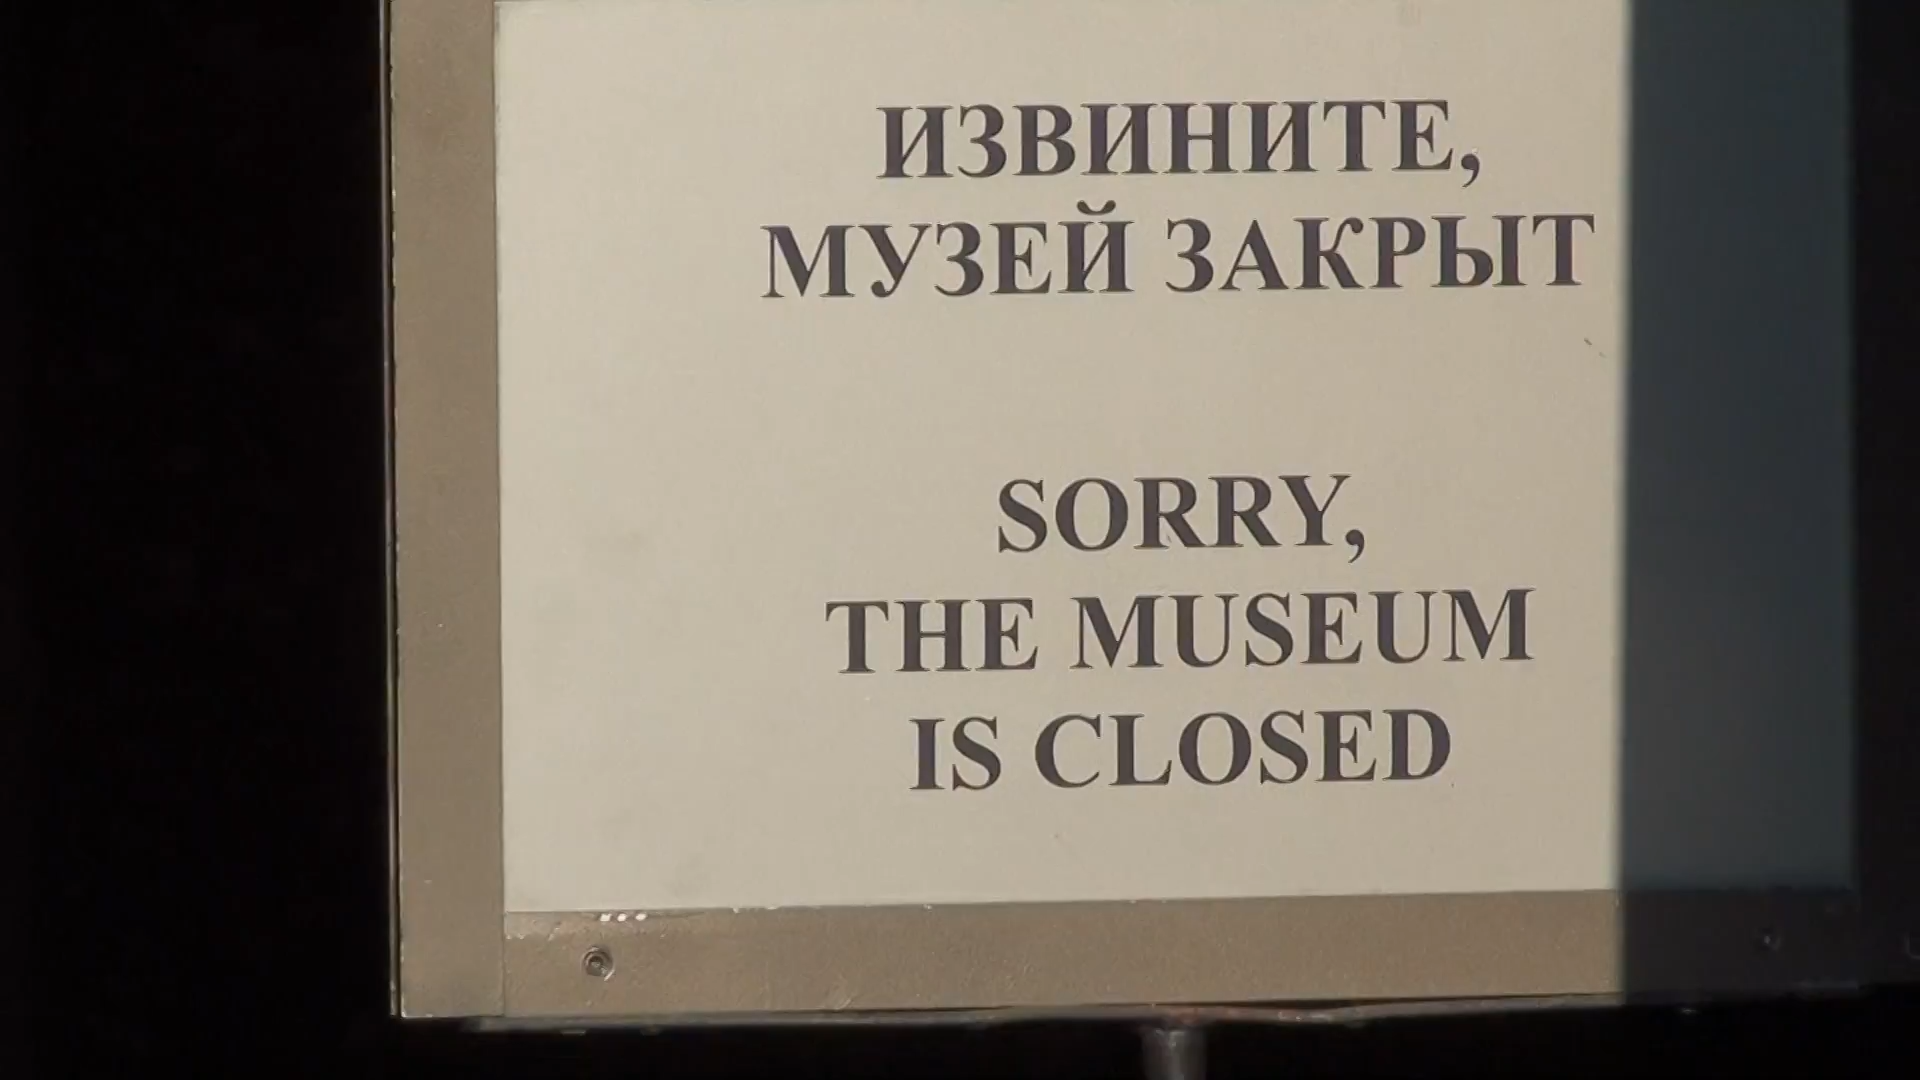 ИЗВИНИТЕ,
МУЗЕЙ ЗАКРЫТ
SORRY,
THE MUSEUM
IS CLOSED